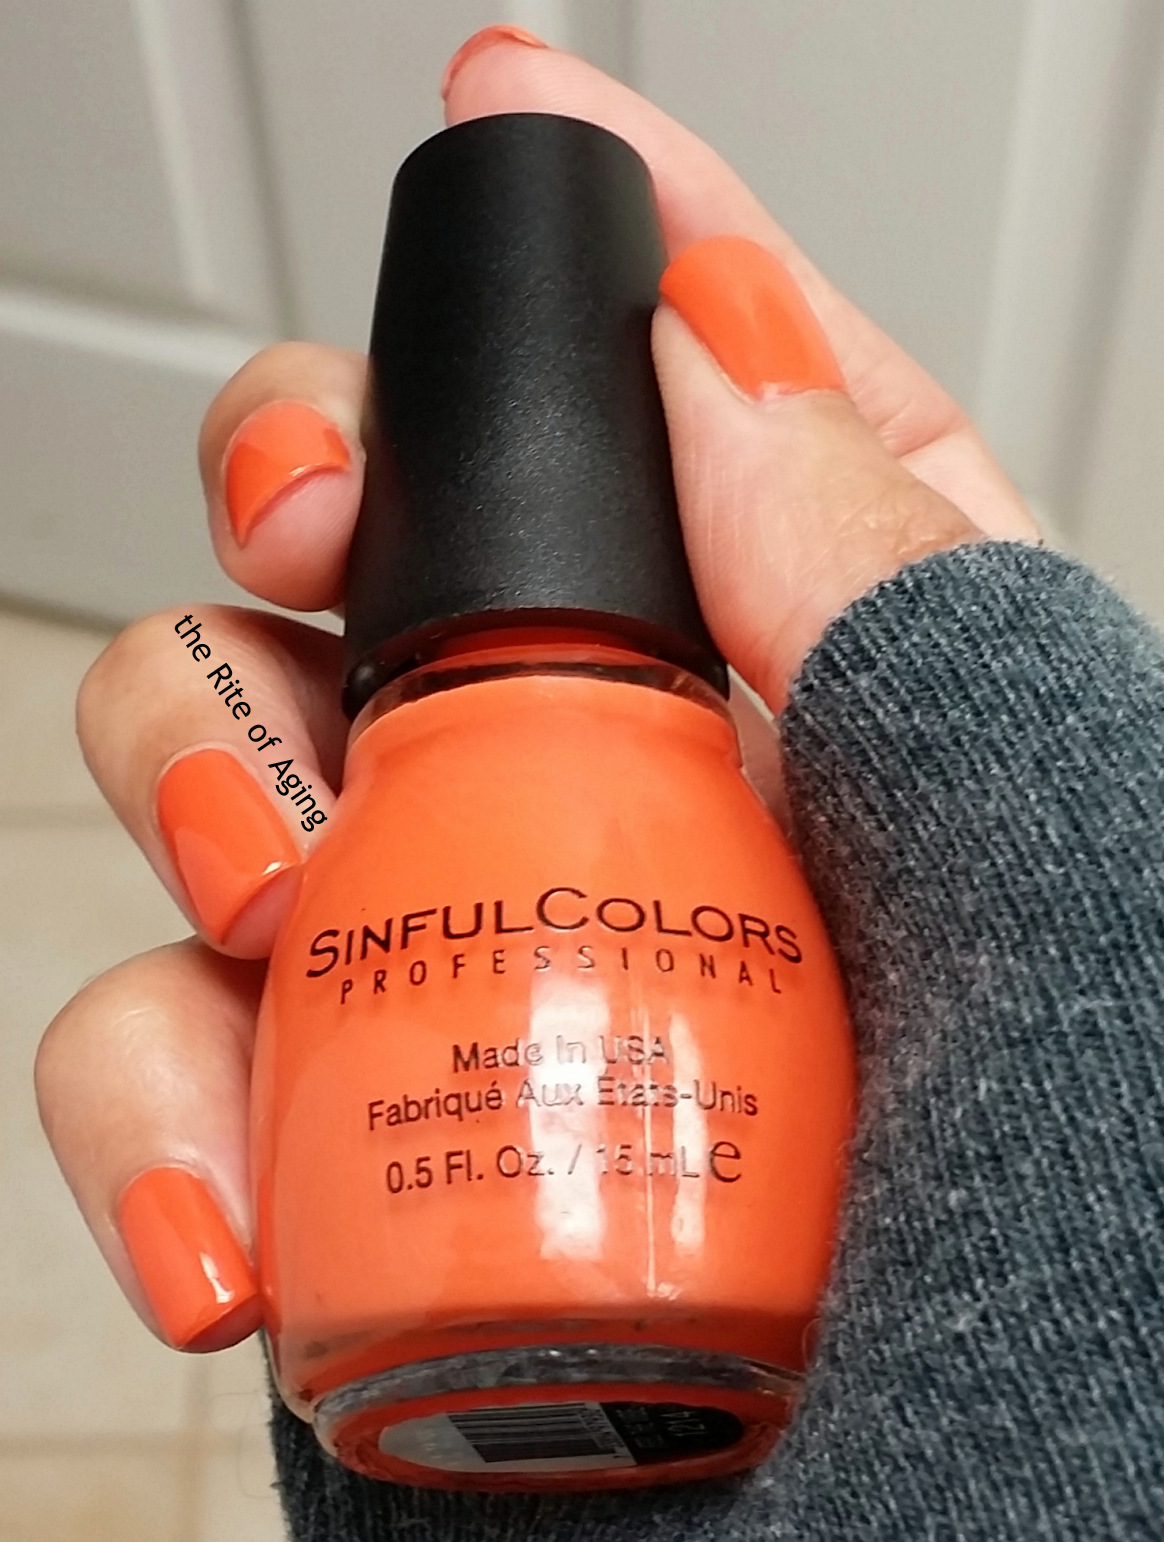 the Rite of Aging
SINFULCOLORS
PROFESSIONAL
Made In USA
Fabriqué Aux États-Unis
0.5 Fl. Oz. / 15 mL e